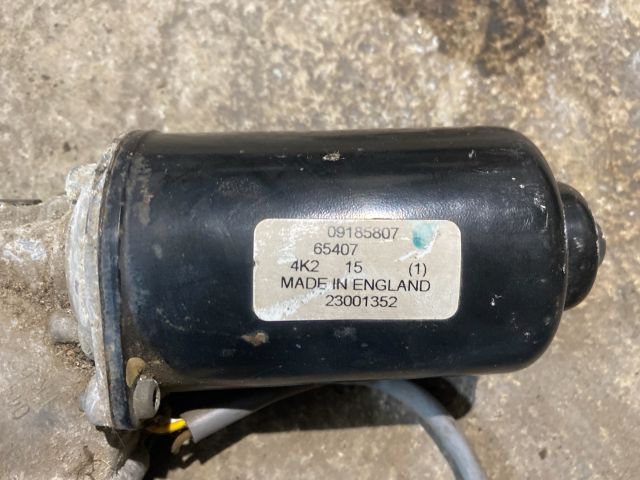 09185807
65407
4K2 15 (1)
MADE IN ENGLAND
23001352